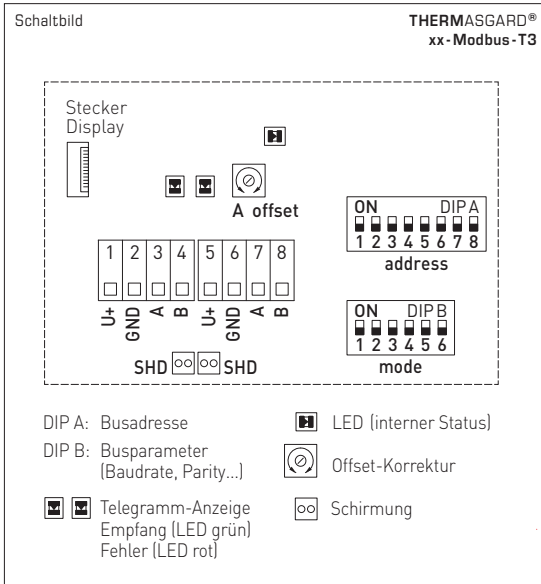 Schaltbild
THERMASGARD®
xx-Modbus-T3
Stecker
Display
A offset
ON DIP A
1 2 3 4 5 6 7 8
address
1 2 3 4 5 6 7 8
U+ GND A B U+ GND A B
ON DIP B
1 2 3 4 5 6
mode
SHD SHD
DIP A: Busadresse
DIP B: Busparameter
(Baudrate, Parity...)
Telegramm-Anzeige
Empfang (LED grün)
Fehler (LED rot)
LED (interner Status)
Offset-Korrektur
Schirmung